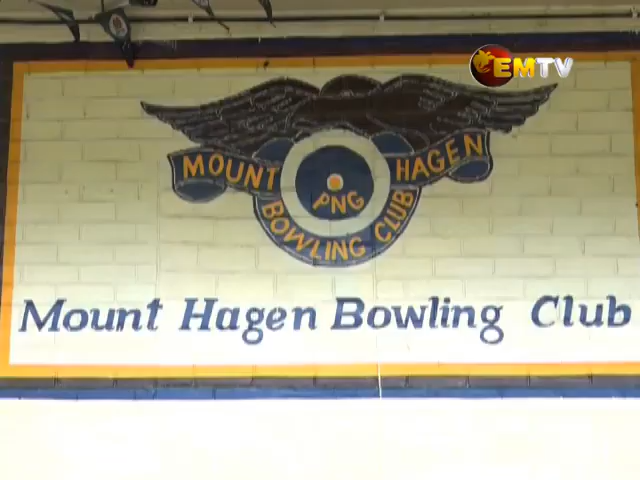 EMTV
MOUNT HAGEN
PNG
BOWLING CLUB
Mount Hagen Bowling Club